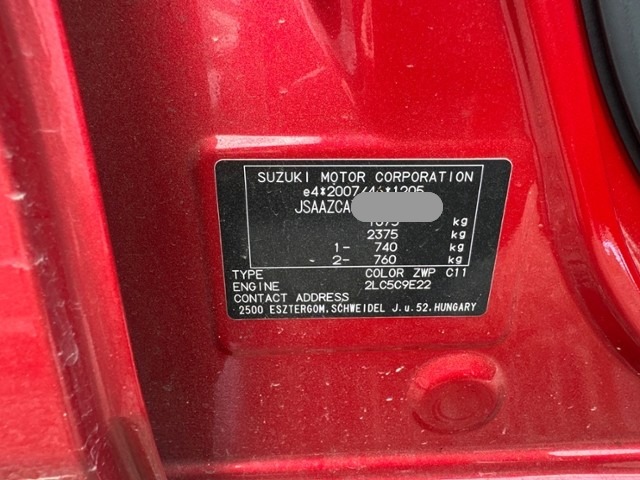 SUZUKI MOTOR CORPORATION
e4*2007/44*1205
JSAAZCA
kg
2375 kg
1- 740 kg
2- 760 kg
TYPE COLOR ZWP C11
ENGINE 2LC5C9E22
CONTACT ADDRESS
2500 ESZTERGOM,SCHWEIDEL J.u.52.HUNGARY